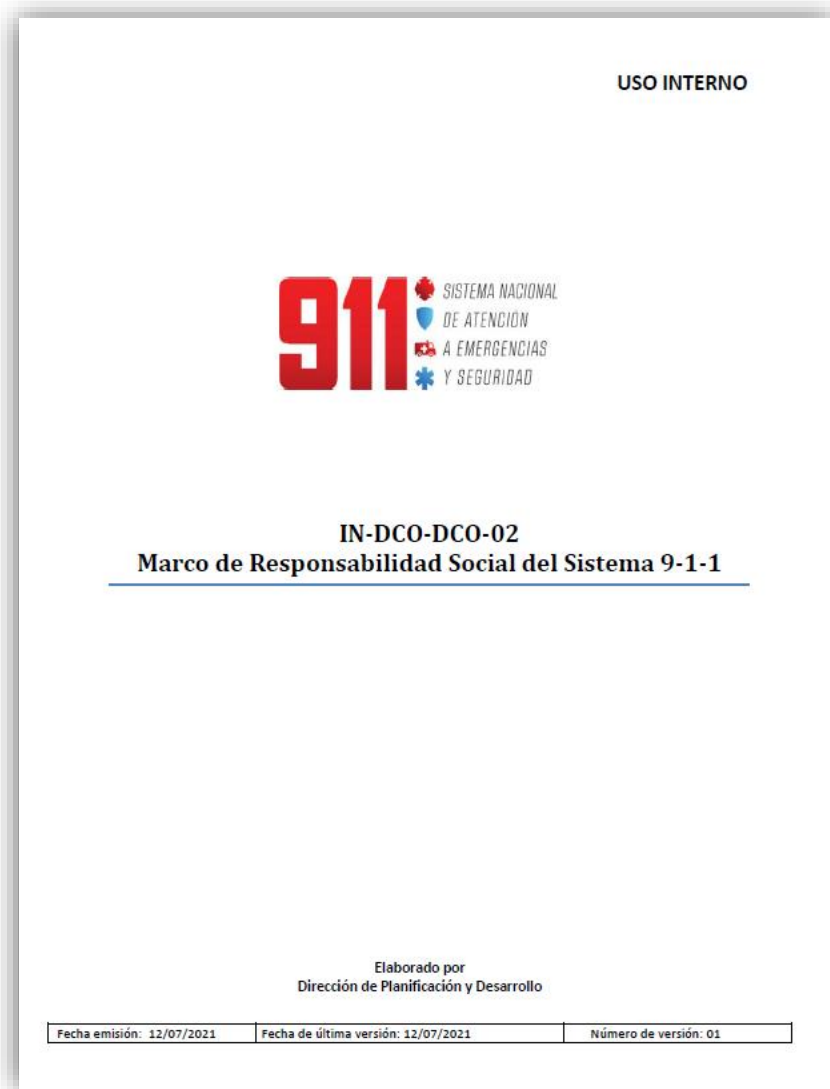 USO INTERNO
911
SISTEMA NACIONAL
DE ATENCIÓN
A EMERGENCIAS
Y SEGURIDAD
IN-DCO-DCO-02
Marco de Responsabilidad Social del Sistema 9-1-1
Elaborado por
Dirección de Planificación y Desarrollo
Fecha emisión: 12/07/2021 Fecha de última versión: 12/07/2021 Número de versión: 01